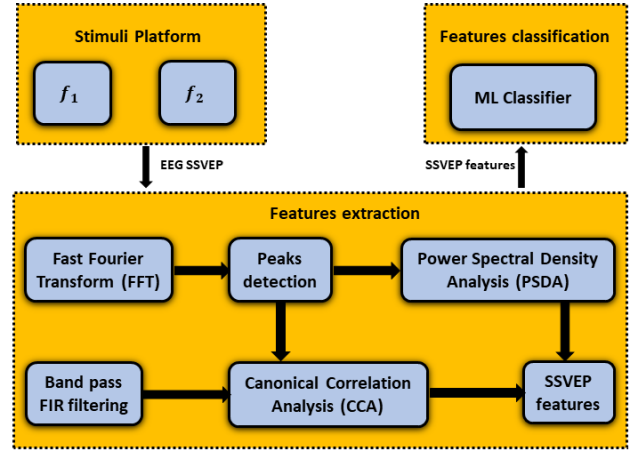 Stimuli Platform
f₁
f₂
Features classification
ML Classifier
EEG SSVEP
SSVEP features
Features extraction
Fast Fourier
Transform (FFT)
Peaks
detection
Power Spectral Density
Analysis (PSDA)
Band pass
FIR filtering
Canonical Correlation
Analysis (CCA)
SSVEP
features